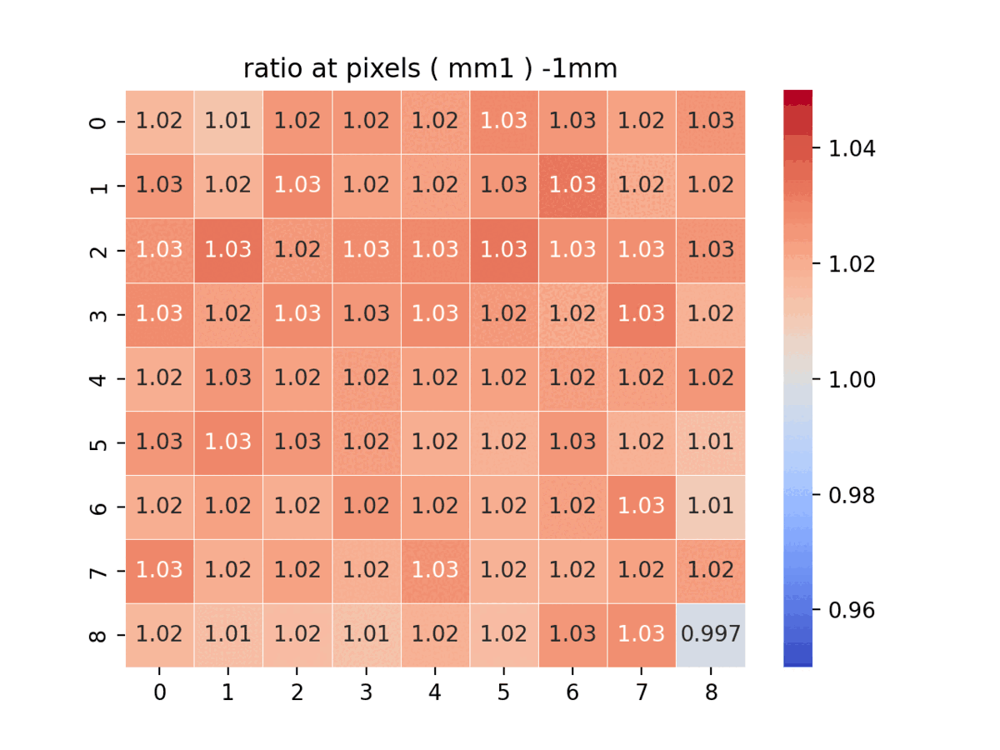 ratio at pixels ( mm1 ) -1mm
0 1.02 1.01 1.02 1.02 1.02 1.03 1.03 1.02 1.03
1 1.03 1.02 1.03 1.02 1.02 1.03 1.03 1.02 1.02
2 1.03 1.03 1.02 1.03 1.03 1.03 1.03 1.03 1.03
3 1.03 1.02 1.03 1.03 1.03 1.02 1.02 1.03 1.02
4 1.02 1.03 1.02 1.02 1.02 1.02 1.02 1.02 1.02
5 1.03 1.03 1.03 1.02 1.02 1.02 1.03 1.02 1.01
6 1.02 1.02 1.02 1.02 1.02 1.02 1.02 1.03 1.01
7 1.03 1.02 1.02 1.02 1.03 1.02 1.02 1.02 1.02
8 1.02 1.01 1.02 1.01 1.02 1.02 1.03 1.03 0.997
0 1 2 3 4 5 6 7 8
1.04
1.02
1.00
0.98
0.96